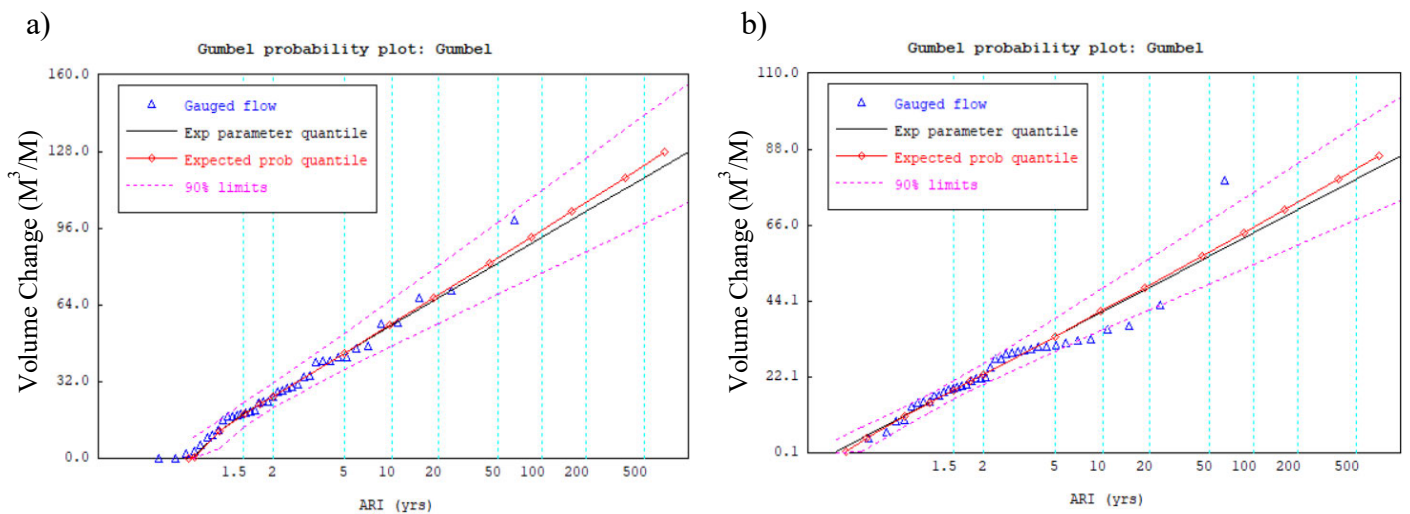 a)
Gumbel probability plot: Gumbel
160.0
128.0
96.0
64.0
32.0
0.0
Volume Change (M³/M)
Gauged flow
Exp parameter quantile
Expected prob quantile
90% limits
1.5 2 5 10 20 50 100 200 500
ARI (yrs)
b)
Gumbel probability plot: Gumbel
110.0
88.0
66.0
44.1
22.1
0.1
Volume Change (M³/M)
Gauged flow
Exp parameter quantile
Expected prob quantile
90% limits
1.5 2 5 10 20 50 100 200 500
ARI (yrs)